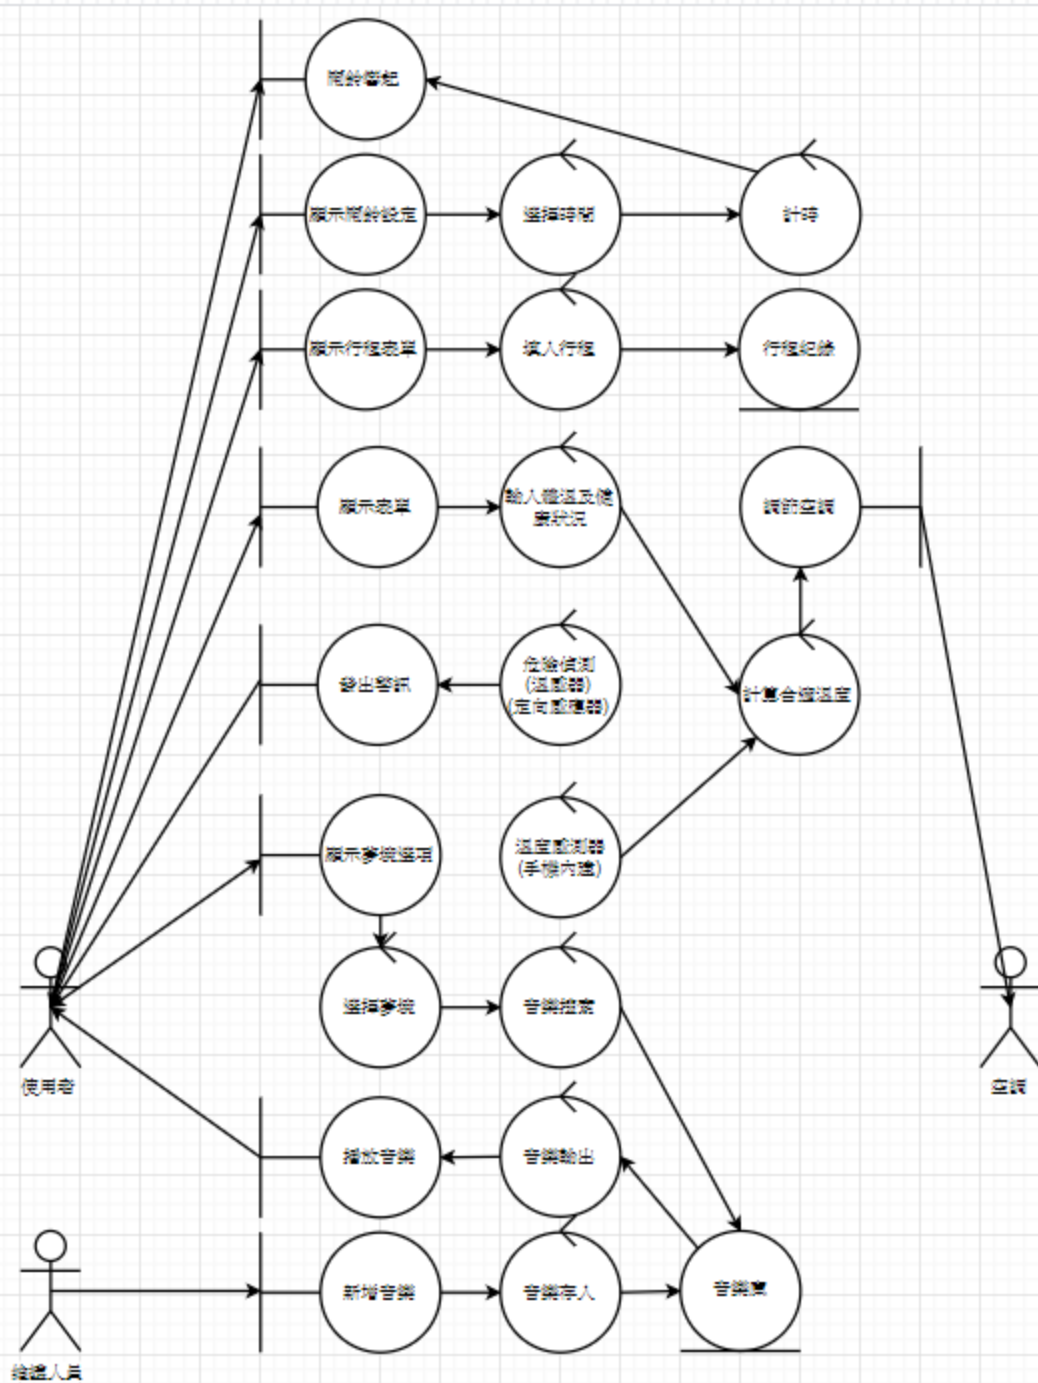 鬧鈴響起
顯示鬧鈴設定
選擇時間
計時
顯示行程表單
填入行程
行程紀錄
顯示表單
輸入體溫及健
康狀況
調節空調
發出警訊
危險偵測
(溫感器)
(定向感應器)
計算合適溫度
顯示夢境選項
溫度感測器
(手機內建)
選擇夢境
音樂搜索
使用者
空調
播放音樂
音樂輸出
新增音樂
音樂存入
音樂庫
維護人員